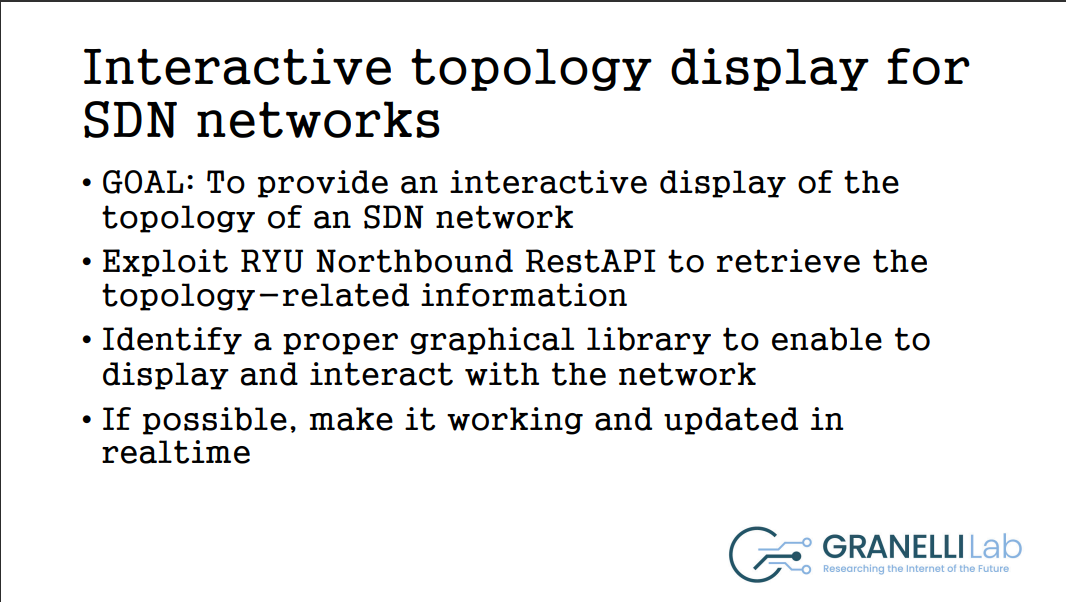 Interactive topology display for
SDN networks
• GOAL: To provide an interactive display of the
topology of an SDN network
• Exploit RYU Northbound RestAPI to retrieve the
topology-related information
• Identify a proper graphical library to enable to
display and interact with the network
• If possible, make it working and updated in
realtime
GRANELLI Lab
Researching the Internet of the Future